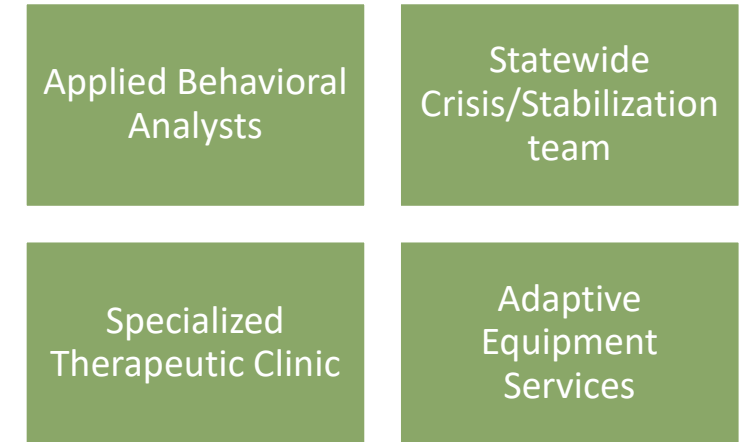 Applied Behavioral
Analysts
Statewide
Crisis/Stabilization
team
Specialized
Therapeutic Clinic
Adaptive
Equipment
Services